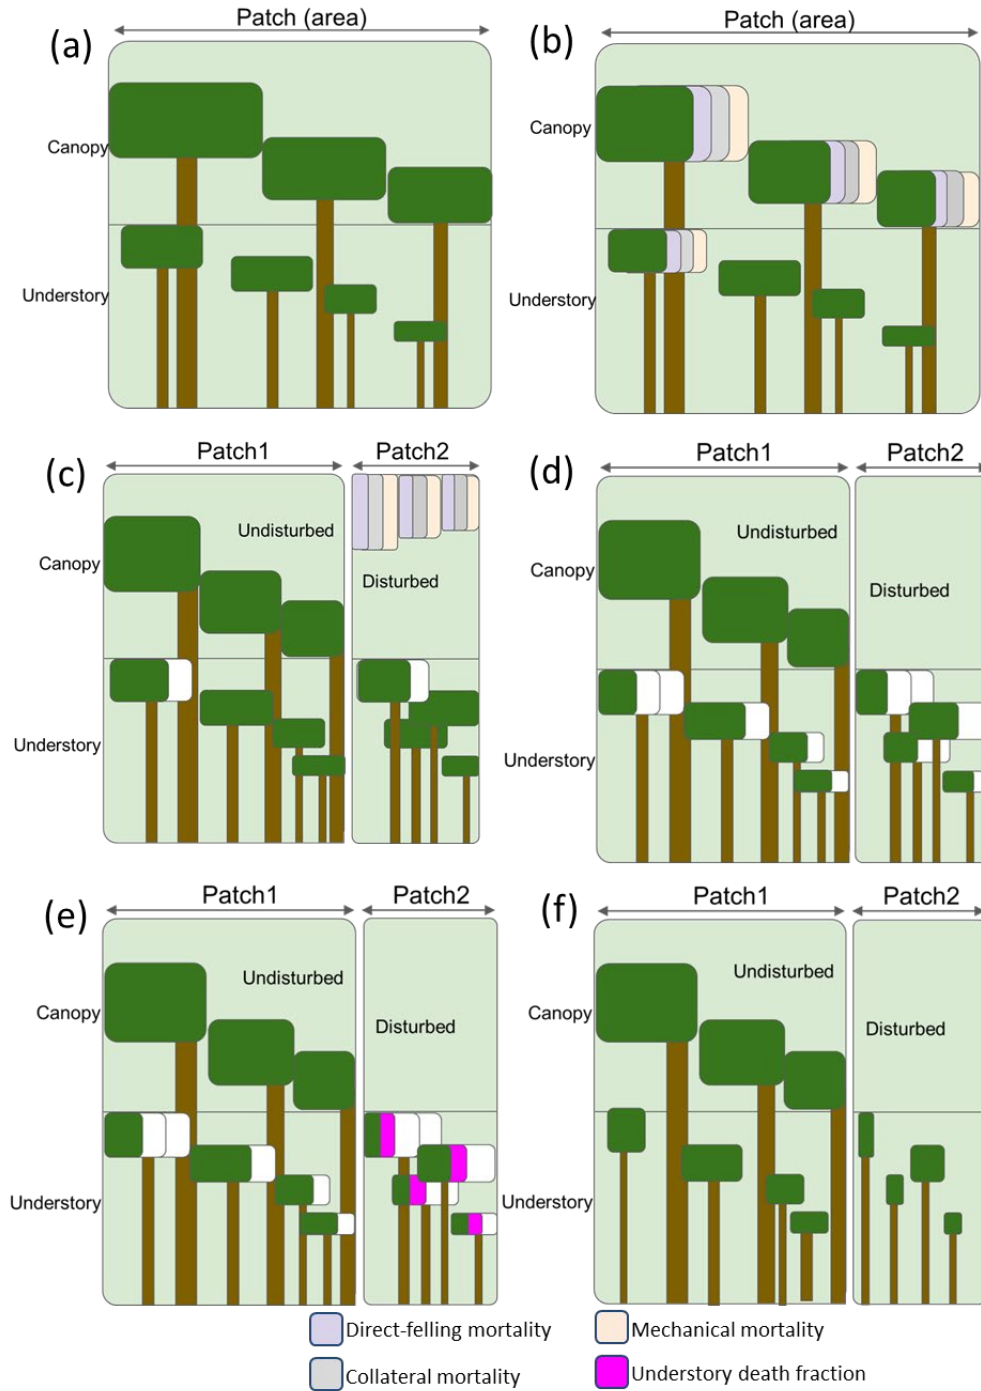 Patch (area)
Patch (area)
(a)
(b)
Canopy
Canopy
Understory
Understory
Patch1
Patch2
Patch1
Patch2
(c)
(d)
Undisturbed
Undisturbed
Canopy
Canopy
Disturbed
Disturbed
Understory
Understory
Patch1
Patch2
Patch1
Patch2
(e)
(f)
Undisturbed
Undisturbed
Canopy
Canopy
Disturbed
Disturbed
Understory
Understory
Direct-felling mortality
Mechanical mortality
Collateral mortality
Understory death fraction